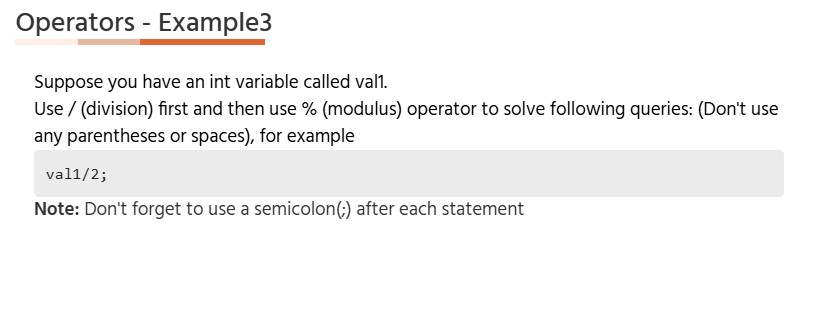 Operators - Example3
Suppose you have an int variable called val1.
Use / (division) first and then use % (modulus) operator to solve following queries: (Don't use
any parentheses or spaces), for example
val1/2;
Note: Don't forget to use a semicolon(;) after each statement